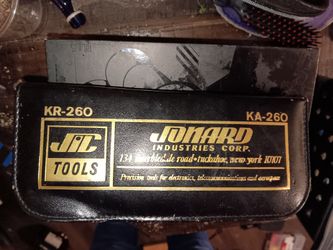 KR-260 KA-260
JIC JONARD
INDUSTRIES CORP.
TOOLS 134 road • tuckahoe, new york 10707
Precision tools for electronics, telecommunications and aerospace